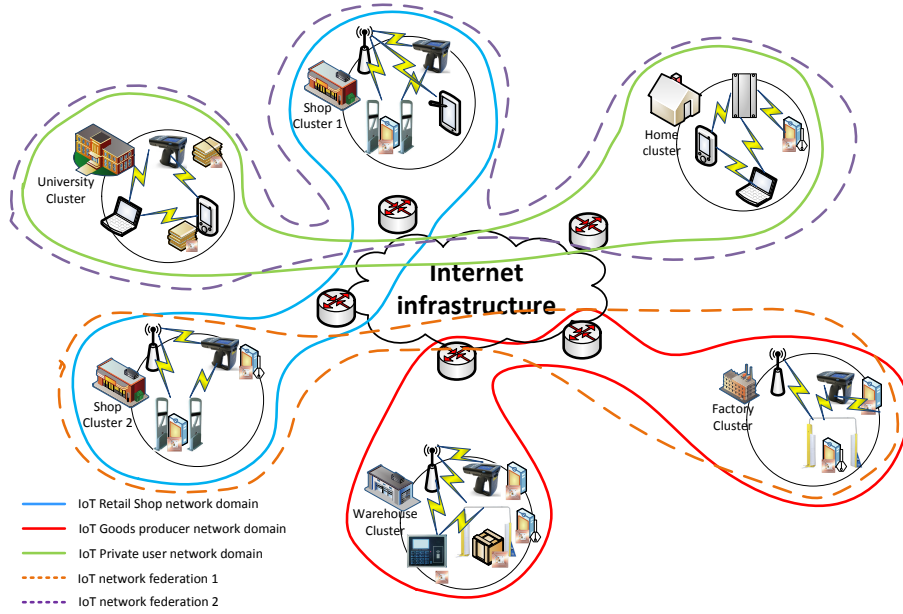 Shop
Cluster 1
Home
cluster
University
Cluster
Internet
infrastructure
Shop
Cluster 2
Factory
Cluster
Warehouse
Cluster
IoT Retail Shop network domain
IoT Goods producer network domain
IoT Private user network domain
IoT network federation 1
IoT network federation 2